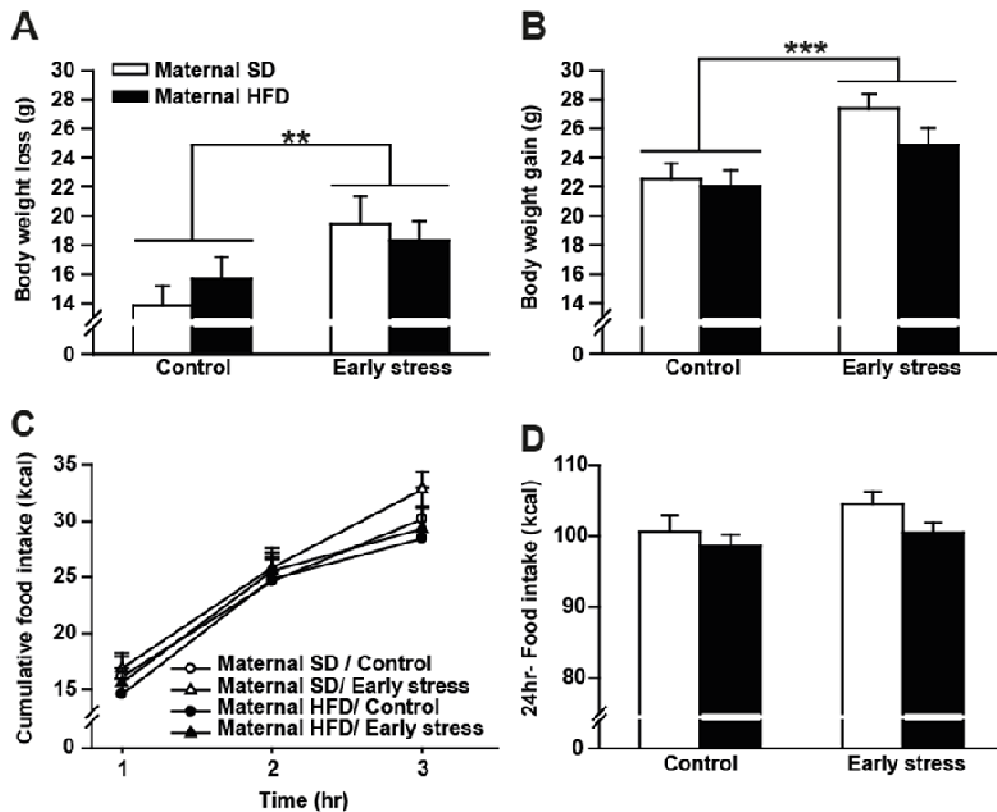 A
Body weight loss (g)
30
28
26
24
22
20
18
16
14
0
Maternal SD
Maternal HFD
**
Control
Early stress
B
Body weight gain (g)
30
28
26
24
22
20
18
16
14
0
***
Control
Early stress
C
Cumulative food intake (kcal)
35
30
25
20
15
0
Maternal SD / Control
Maternal SD/ Early stress
Maternal HFD/ Control
Maternal HFD/ Early stress
1
2
3
Time (hr)
D
24hr- Food intake (kcal)
110
100
90
80
0
Control
Early stress